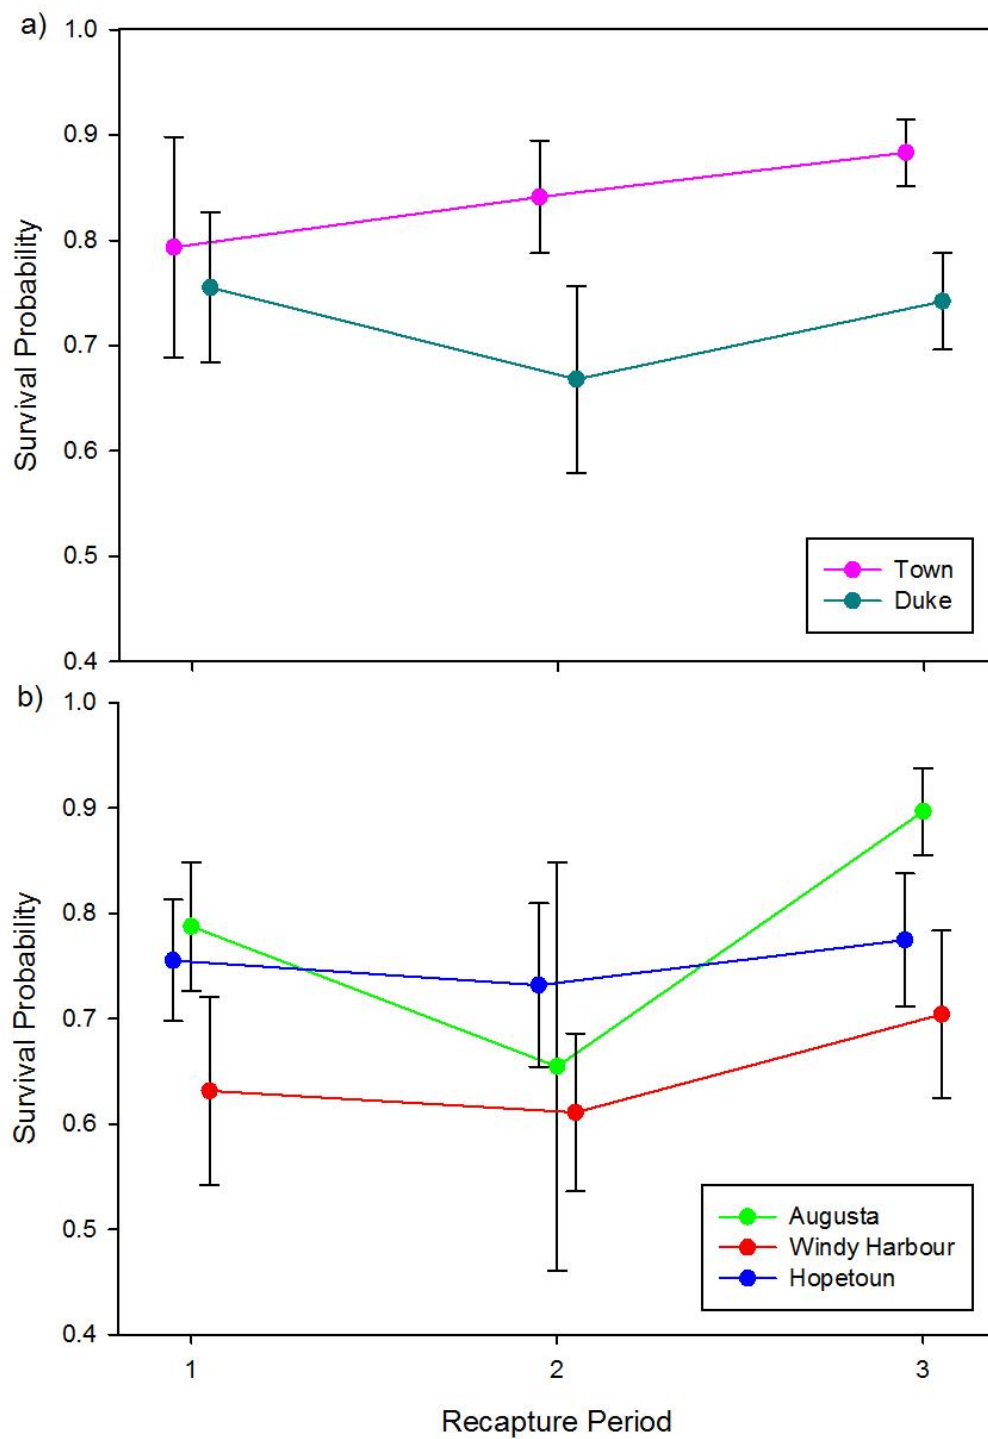 a)
1.0
0.9
0.8
0.7
0.6
0.5
0.4
Survival Probability
Town
Duke
b)
1.0
0.9
0.8
0.7
0.6
0.5
0.4
Survival Probability
Augusta
Windy Harbour
Hopetoun
1 2 3
Recapture Period